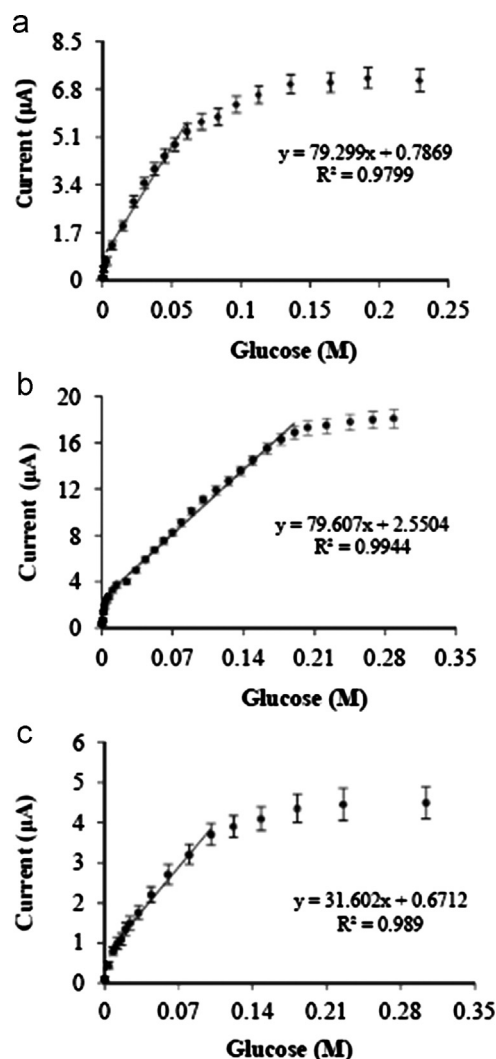 a
8.5
6.8
5.1
3.4
1.7
0
Current (µA)
y = 79.299x + 0.7869
R² = 0.9799
0 0.05 0.1 0.15 0.2 0.25
Glucose (M)
b
20
16
12
8
4
0
Current (µA)
y = 79.607x + 2.5504
R² = 0.9944
0 0.07 0.14 0.21 0.28 0.35
Glucose (M)
c
6
5
4
3
2
1
0
Current (µA)
y = 31.602x + 0.6712
R² = 0.989
0 0.07 0.14 0.21 0.28 0.35
Glucose (M)